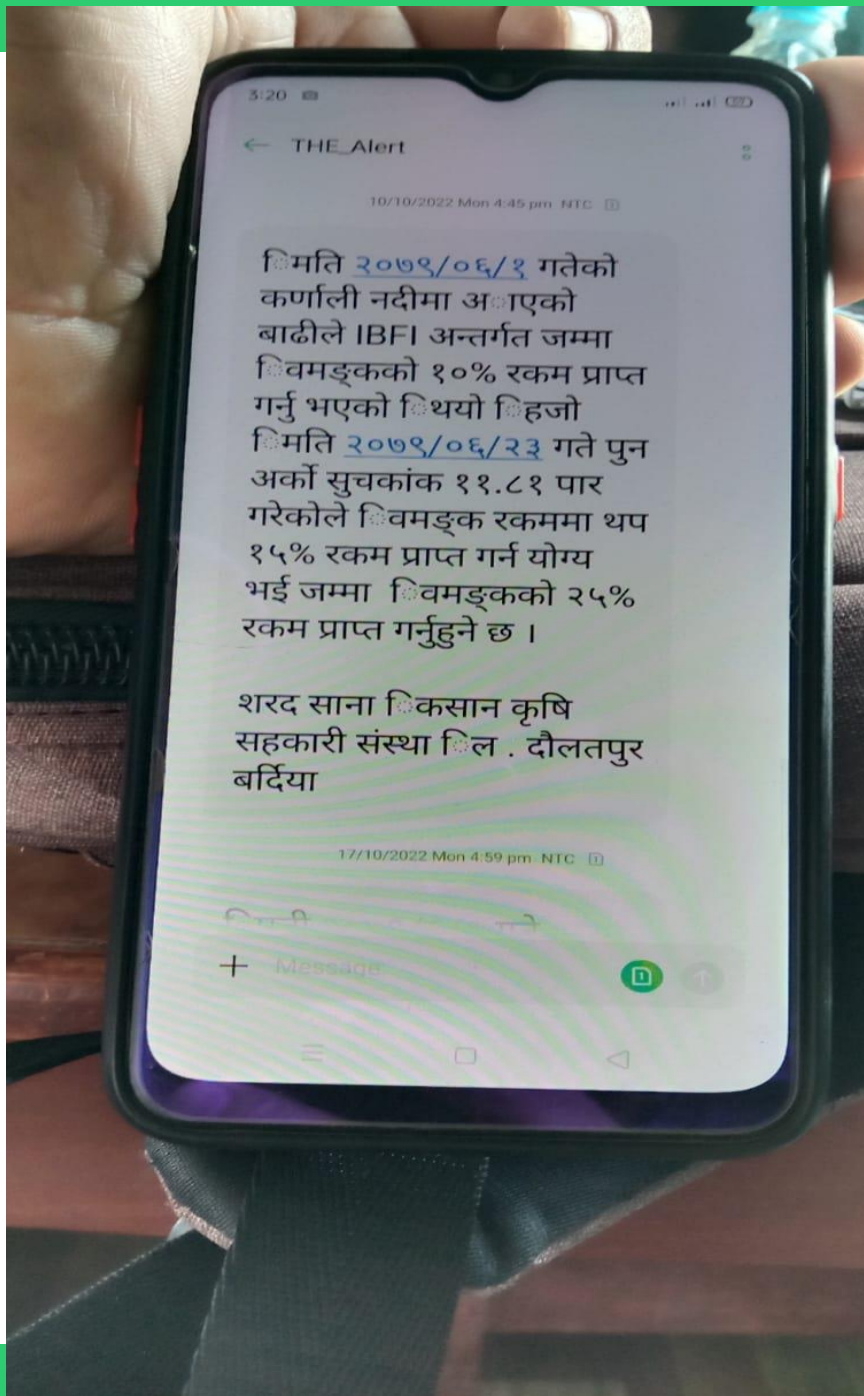 3:20
THE_Alert
10/10/2022 Mon 4:45 pm NTC 1
िमति २०७९/०६/१ गतेको
कर्णाली नदीमा अाएको
बाढीले IBFI अन्तर्गत जम्मा
िवमङ्कको १०% रकम प्राप्त
गर्नु भएको िथयो िहजो
िमति २०७९/०६/२३ गते पुन
अर्को सुचकांक ११.८१ पार
गरेकोले िवमङ्क रकममा थप
१५% रकम प्राप्त गर्न योग्य
भई जम्मा िवमङ्कको २५%
रकम प्राप्त गर्नुहुने छ ।
शरद साना िकसान कृषि
सहकारी संस्था िल . दौलतपुर
बर्दिया
17/10/2022 Mon 4:59 pm NTC 1
+ Message